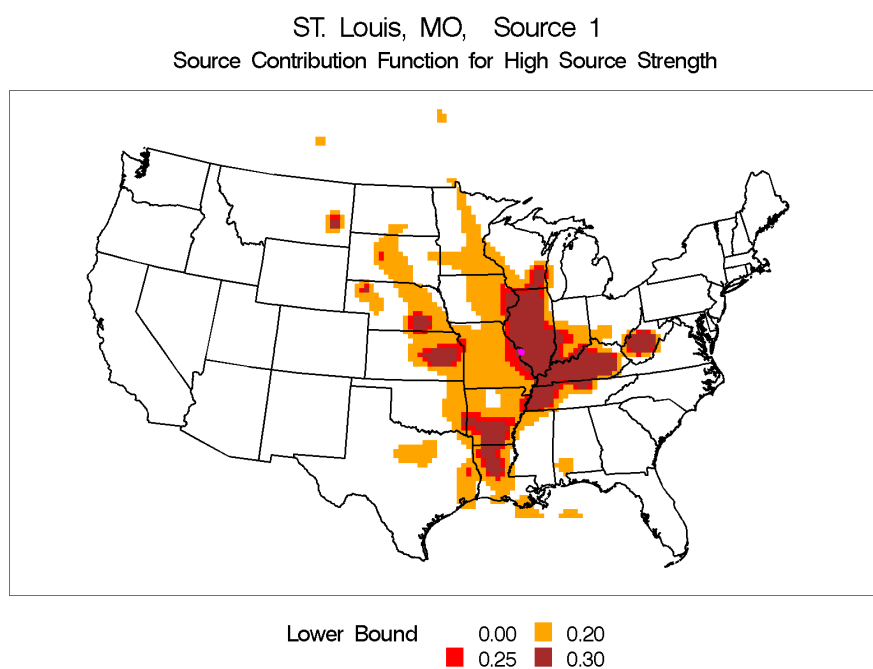 ST. Louis, MO, Source 1
Source Contribution Function for High Source Strength
Lower Bound 0.00 0.20
0.25 0.30